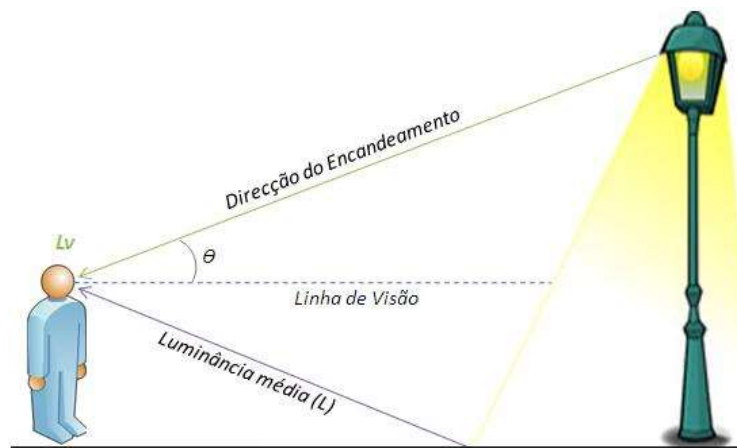 Direcção do Encandeamento
Lv
Θ
Linha de Visão
Luminância média (L)